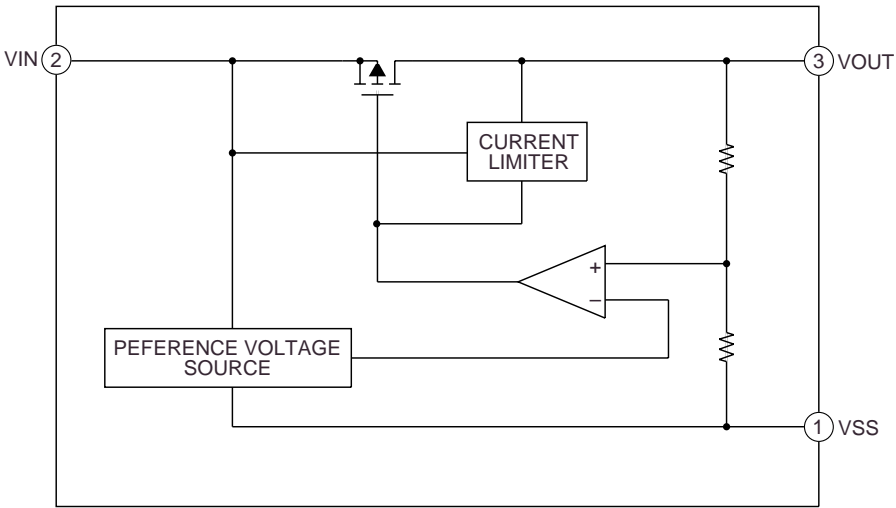 VIN 2
3 VOUT
CURRENT
LIMITER
+
−
PEFERENCE VOLTAGE
SOURCE
1 VSS